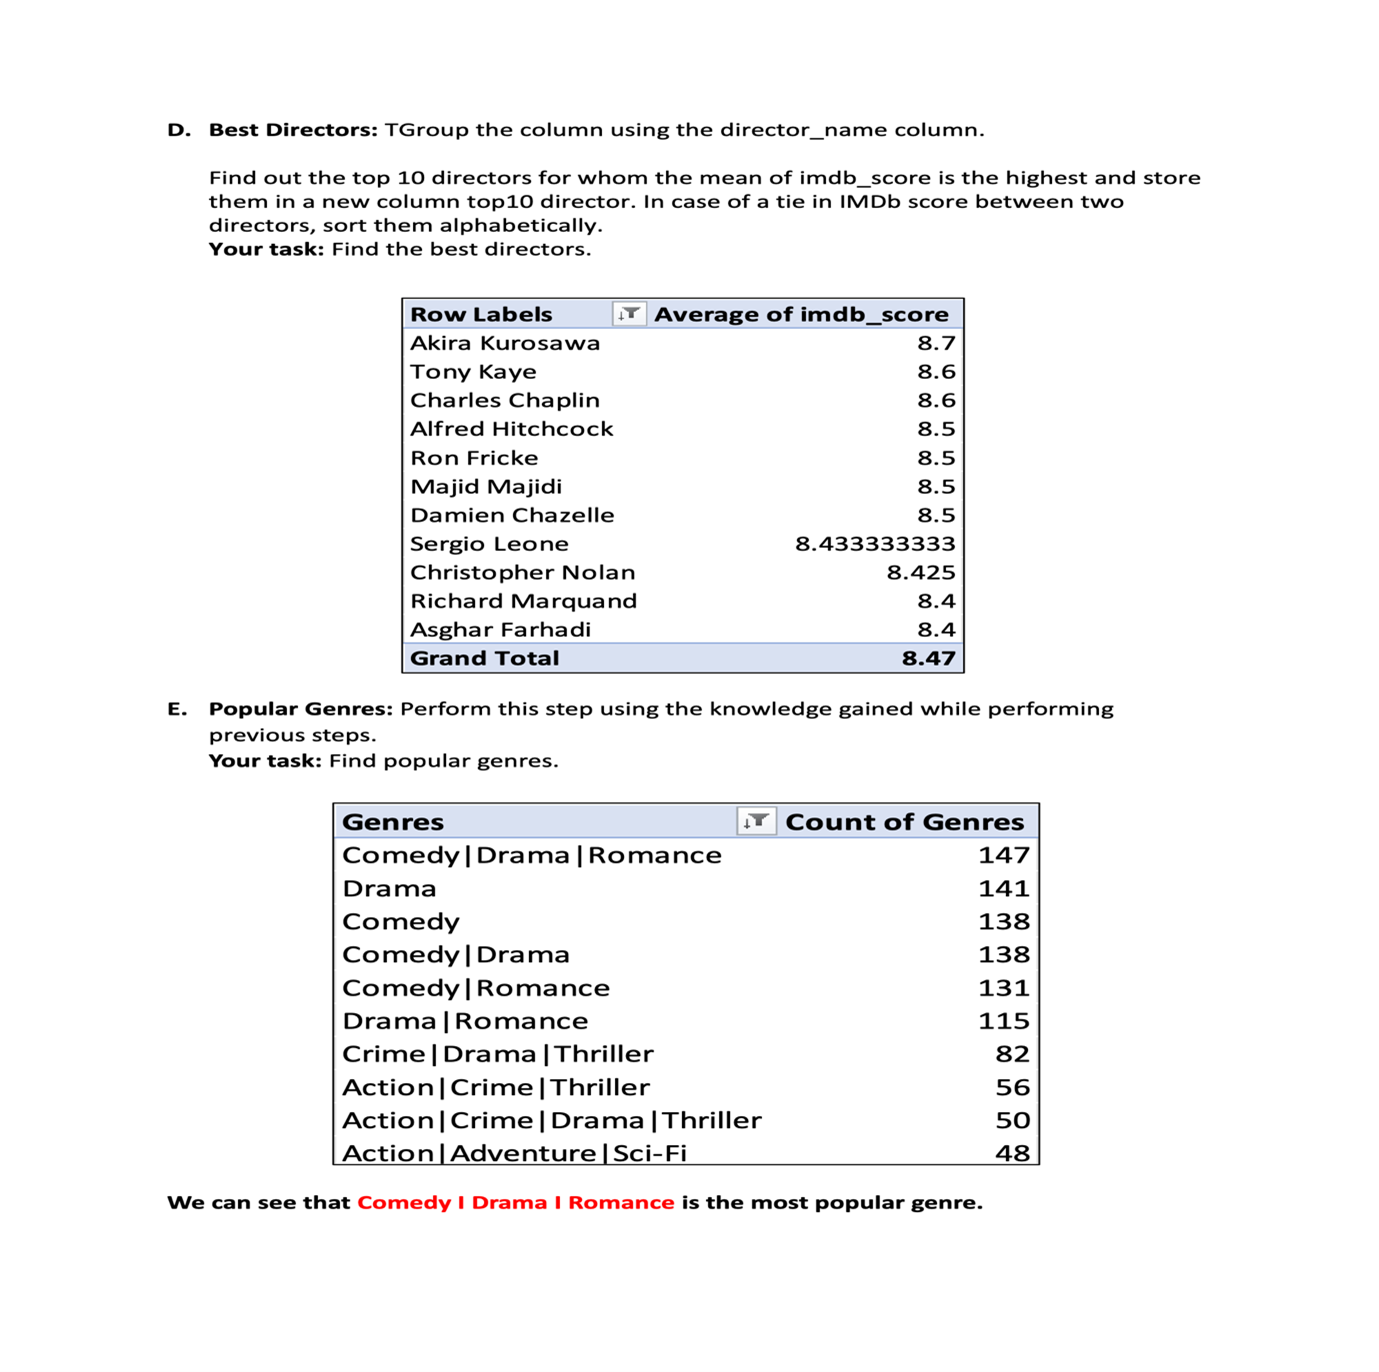 D. Best Directors: TGroup the column using the director_name column.
Find out the top 10 directors for whom the mean of imdb_score is the highest and store
them in a new column top10 director. In case of a tie in IMDb score between two
directors, sort them alphabetically.
Your task: Find the best directors.
Row Labels Average of imdb_score
Akira Kurosawa 8.7
Tony Kaye 8.6
Charles Chaplin 8.6
Alfred Hitchcock 8.5
Ron Fricke 8.5
Majid Majidi 8.5
Damien Chazelle 8.5
Sergio Leone 8.433333333
Christopher Nolan 8.425
Richard Marquand 8.4
Asghar Farhadi 8.4
Grand Total 8.47
E. Popular Genres: Perform this step using the knowledge gained while performing
previous steps.
Your task: Find popular genres.
Genres Count of Genres
Comedy|Drama|Romance 147
Drama 141
Comedy 138
Comedy|Drama 138
Comedy|Romance 131
Drama|Romance 115
Crime|Drama|Thriller 82
Action|Crime|Thriller 56
Action|Crime|Drama|Thriller 50
Action|Adventure|Sci-Fi 48
We can see that Comedy I Drama I Romance is the most popular genre.